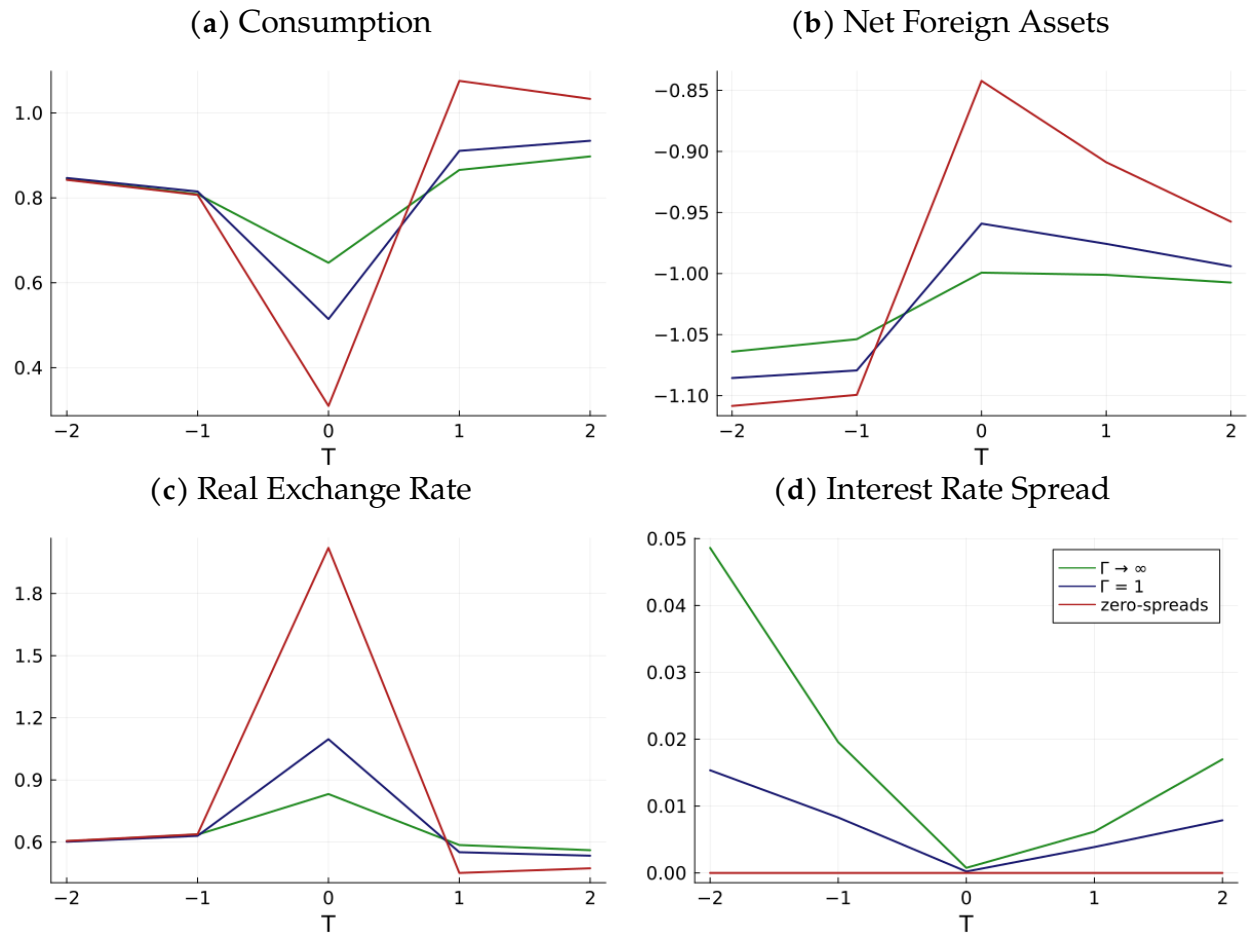 (a) Consumption
1.0
0.8
0.6
0.4
−2 −1 0 1 2
T
(b) Net Foreign Assets
−0.85
−0.90
−0.95
−1.00
−1.05
−1.10
−2 −1 0 1 2
T
(c) Real Exchange Rate
1.8
1.5
1.2
0.9
0.6
−2 −1 0 1 2
T
(d) Interest Rate Spread
0.05
0.04
0.03
0.02
0.01
0.00
Γ → ∞
Γ = 1
zero-spreads
−2 −1 0 1 2
T